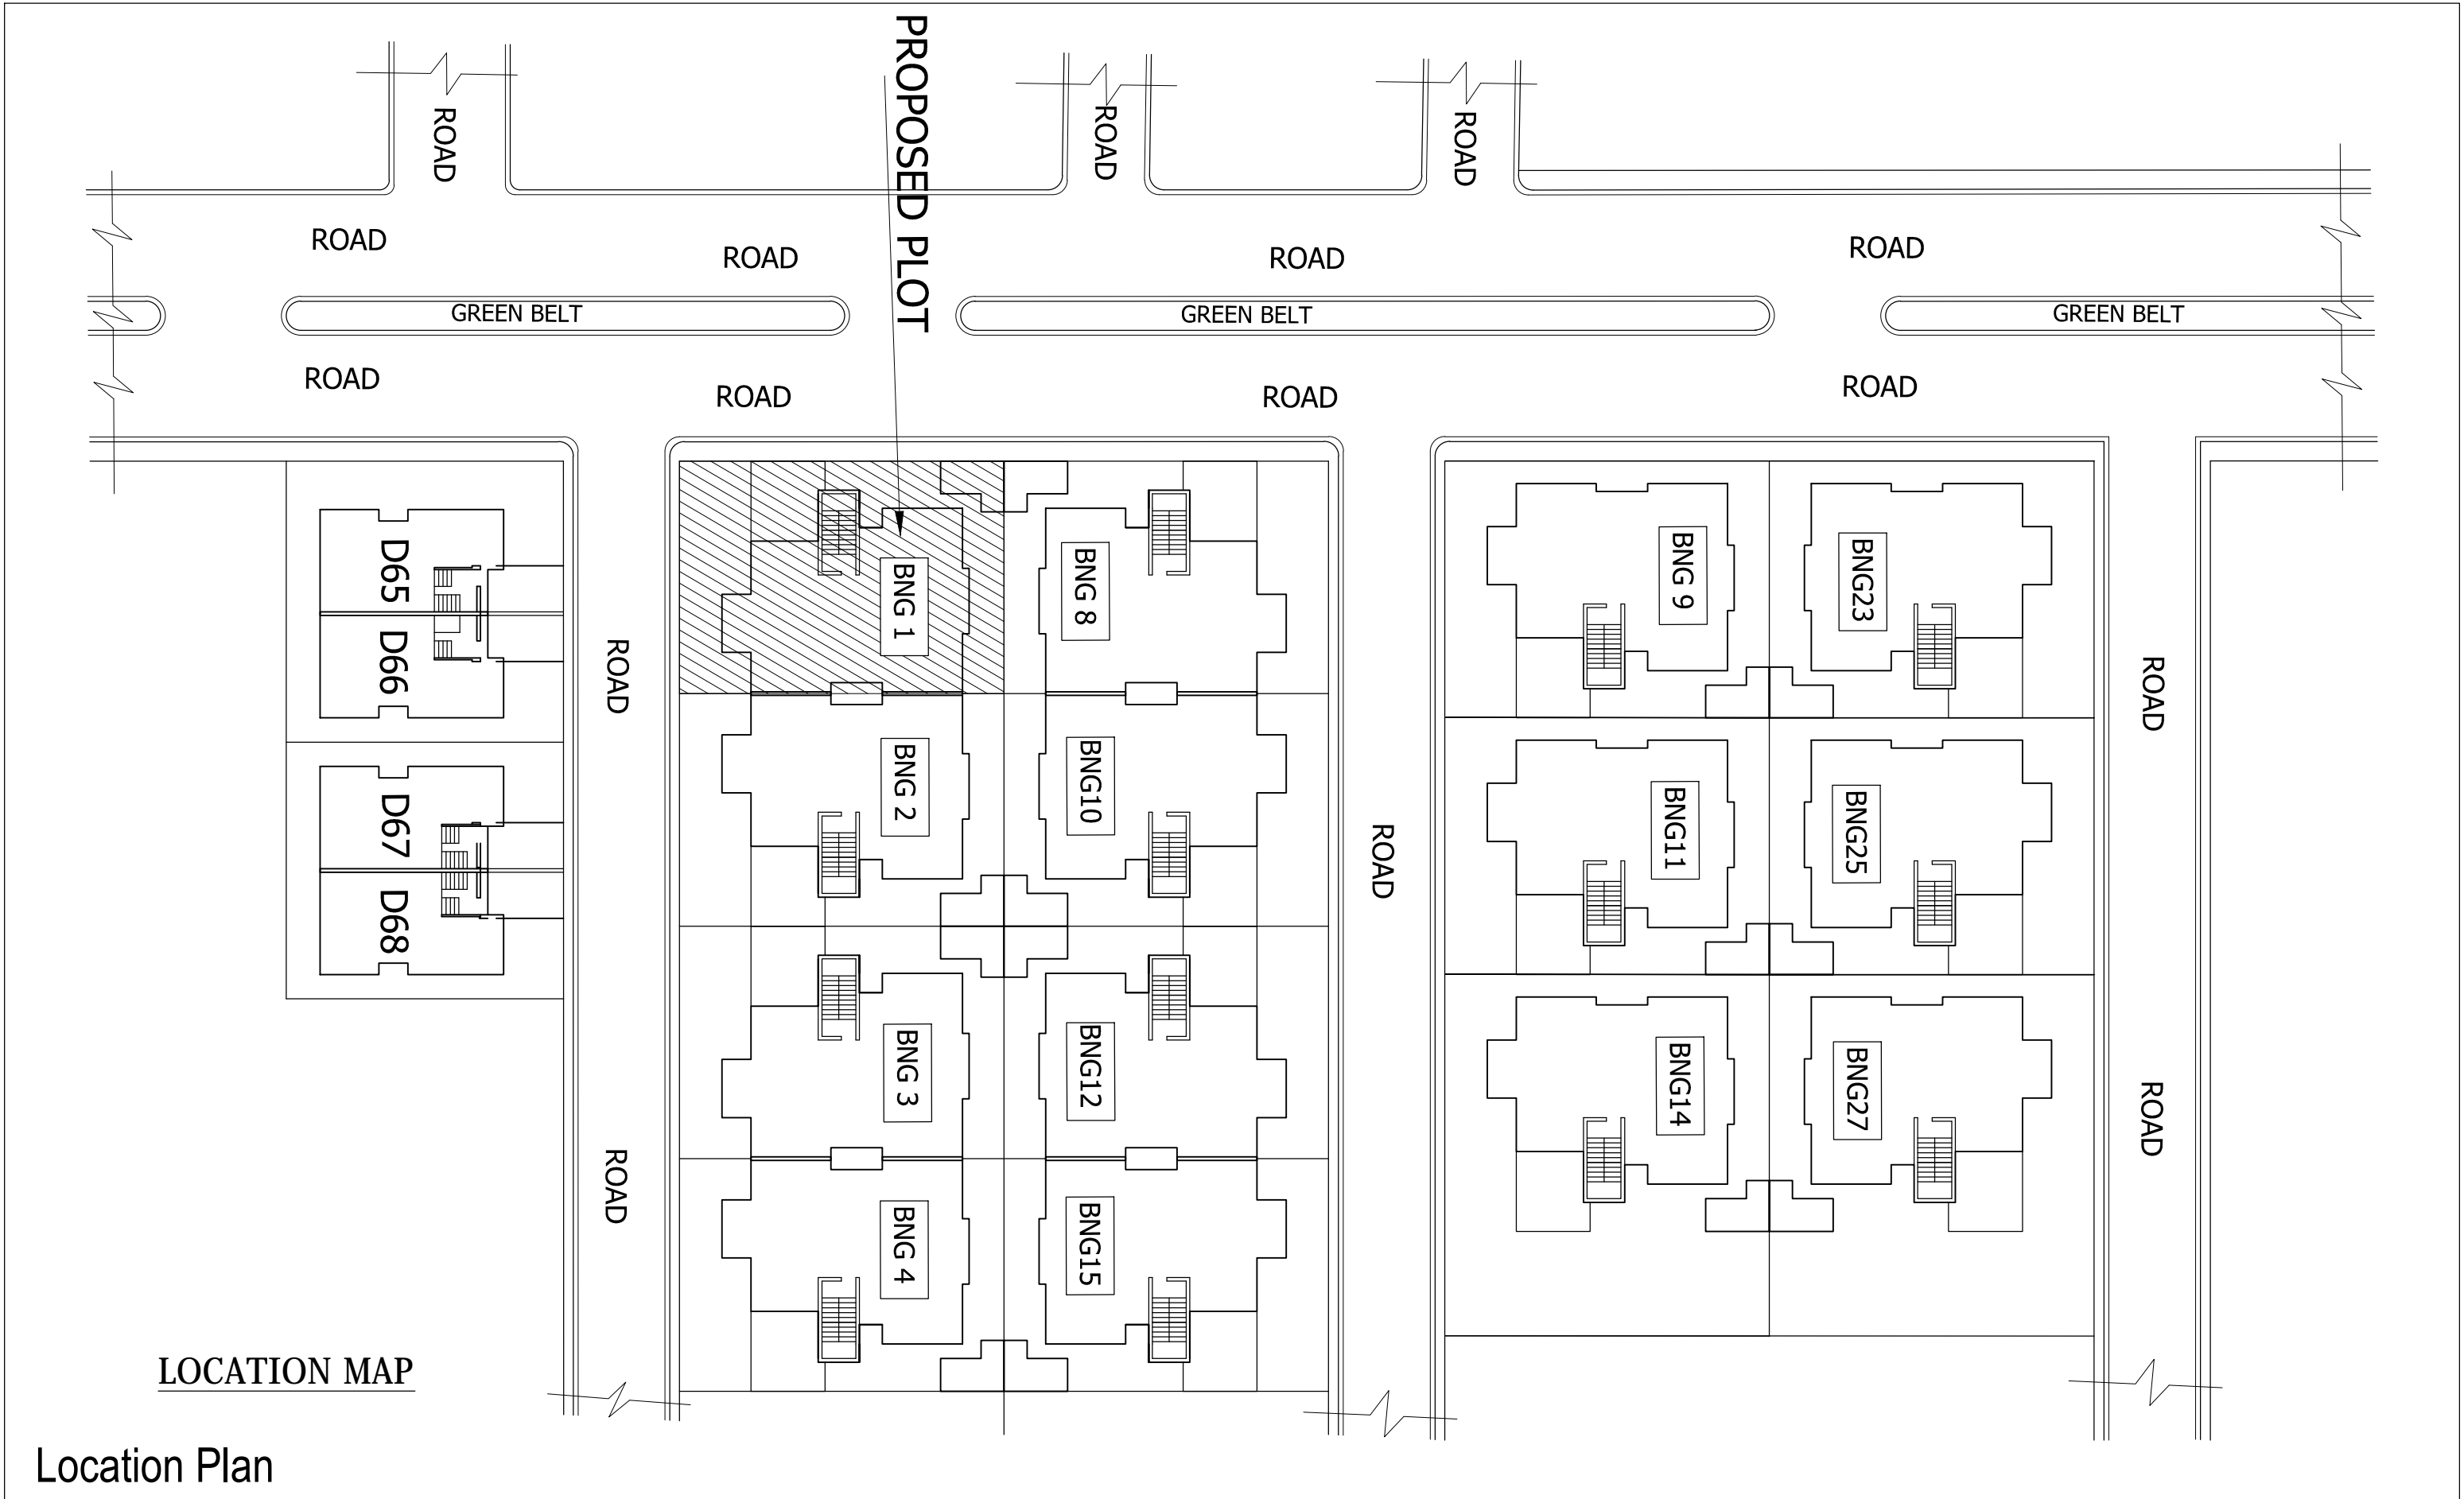 PROPOSED PLOT
ROAD
ROAD
ROAD
ROAD
ROAD
ROAD
ROAD
GREEN BELT
GREEN BELT
GREEN BELT
ROAD
ROAD
ROAD
ROAD
D65
D66
D67
D68
ROAD
ROAD
BNG 1
BNG 8
BNG 2
BNG10
BNG 3
BNG12
BNG 4
BNG15
ROAD
BNG 9
BNG23
BNG11
BNG25
BNG14
BNG27
ROAD
ROAD
LOCATION MAP
Location Plan